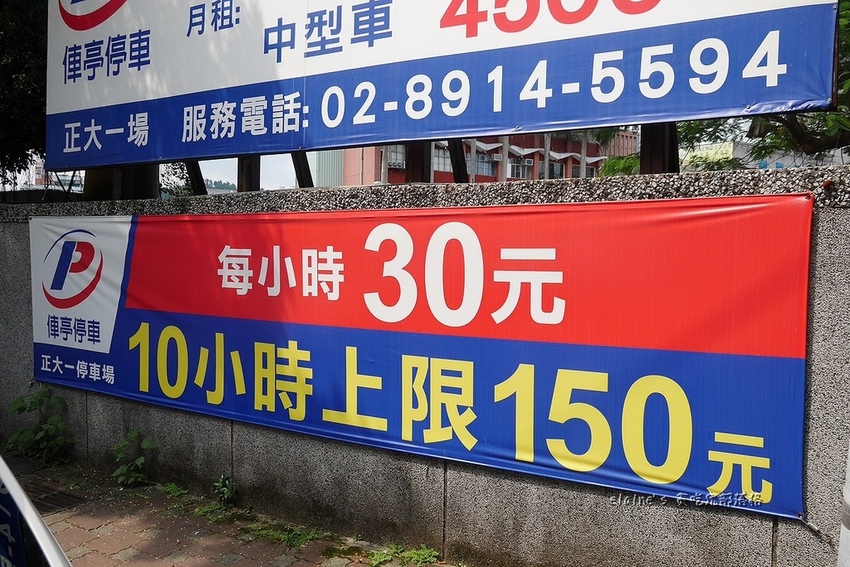 月租:
中型車
4500
俥亭停車
正大一場 服務電話:02-8914-5594
P
俥亭停車
正大一停車場
每小時 30元
10小時上限150元